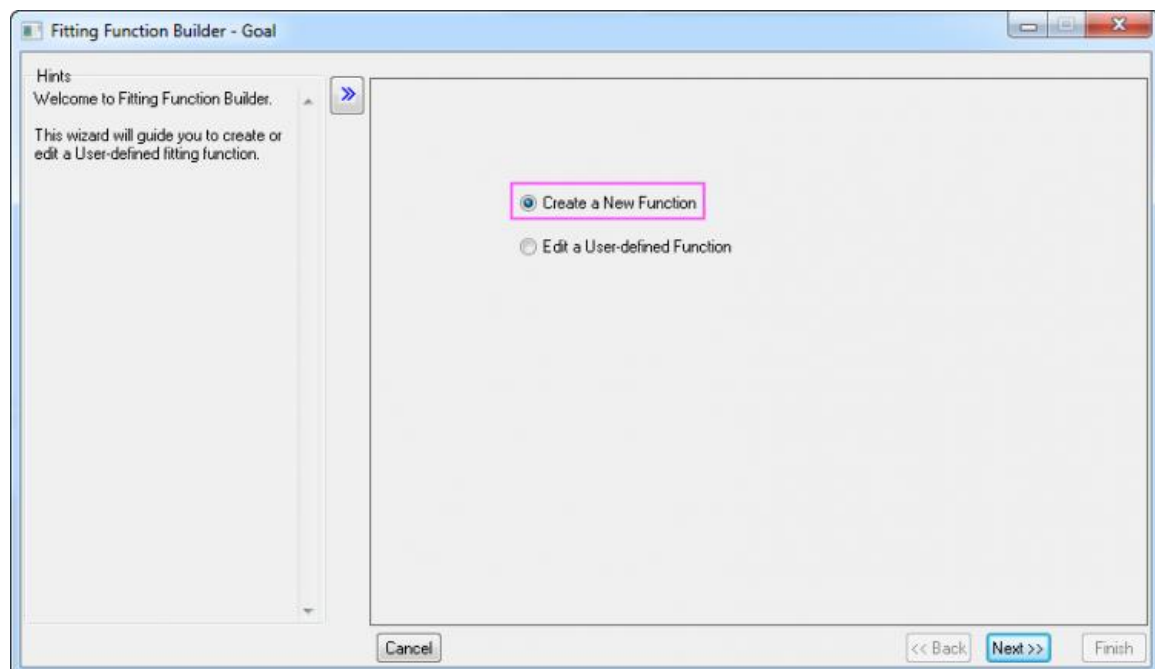 Fitting Function Builder - Goal
Hints
Welcome to Fitting Function Builder.
This wizard will guide you to create or
edit a User-defined fitting function.
Create a New Function
Edit a User-defined Function
Cancel
<< Back
Next >>
Finish